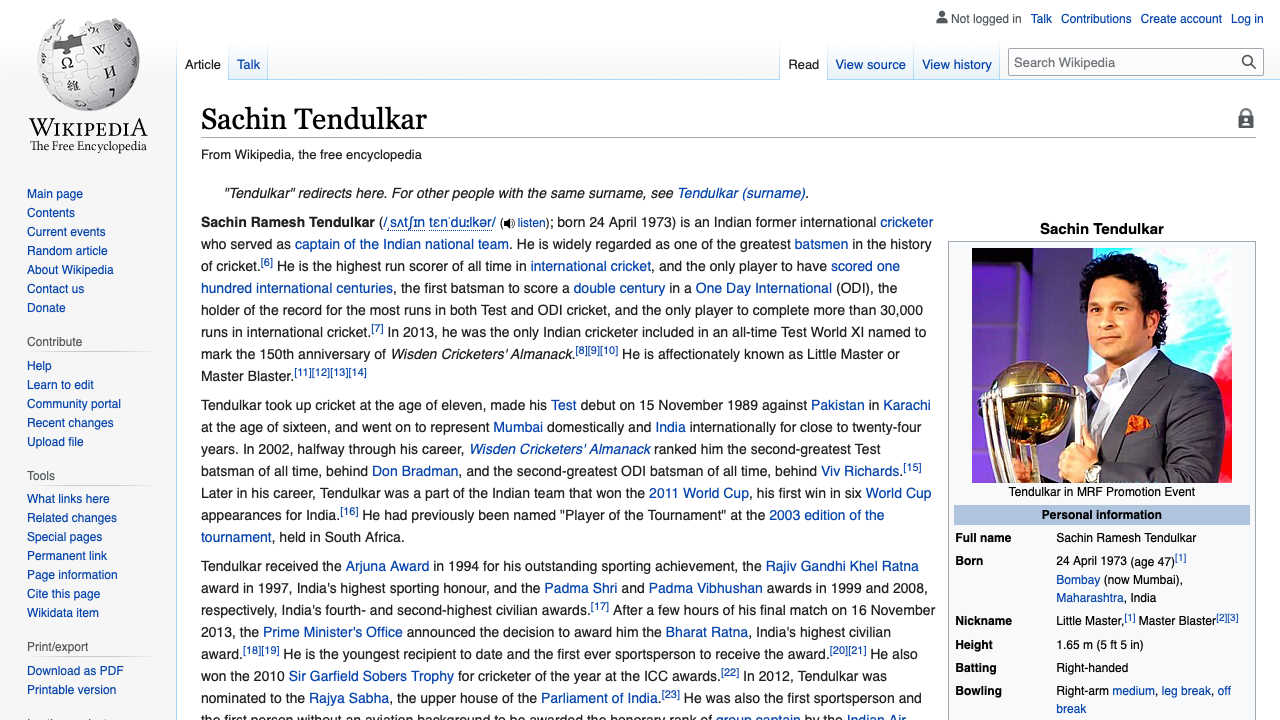 Not logged in Talk Contributions Create account Log in
Article Talk Read View source View history Search Wikipedia
WIKIPEDIA
The Free Encyclopedia
Main page
Contents
Current events
Random article
About Wikipedia
Contact us
Donate
Contribute
Help
Learn to edit
Community portal
Recent changes
Upload file
Tools
What links here
Related changes
Special pages
Permanent link
Page information
Cite this page
Wikidata item
Print/export
Download as PDF
Printable version
Sachin Tendulkar
From Wikipedia, the free encyclopedia
"Tendulkar" redirects here. For other people with the same surname, see Tendulkar (surname).
Sachin Ramesh Tendulkar (/ˌsʌtʃɪn tɛnˈduːlkər/ (listen); born 24 April 1973) is an Indian former international cricketer
who served as captain of the Indian national team. He is widely regarded as one of the greatest batsmen in the history
of cricket.[6] He is the highest run scorer of all time in international cricket, and the only player to have scored one
hundred international centuries, the first batsman to score a double century in a One Day International (ODI), the
holder of the record for the most runs in both Test and ODI cricket, and the only player to complete more than 30,000
runs in international cricket.[7] In 2013, he was the only Indian cricketer included in an all-time Test World XI named to
mark the 150th anniversary of Wisden Cricketers' Almanack.[8][9][10] He is affectionately known as Little Master or
Master Blaster.[11][12][13][14]
Tendulkar took up cricket at the age of eleven, made his Test debut on 15 November 1989 against Pakistan in Karachi
at the age of sixteen, and went on to represent Mumbai domestically and India internationally for close to twenty-four
years. In 2002, halfway through his career, Wisden Cricketers' Almanack ranked him the second-greatest Test
batsman of all time, behind Don Bradman, and the second-greatest ODI batsman of all time, behind Viv Richards.[15]
Later in his career, Tendulkar was a part of the Indian team that won the 2011 World Cup, his first win in six World Cup
appearances for India.[16] He had previously been named "Player of the Tournament" at the 2003 edition of the
tournament, held in South Africa.
Tendulkar received the Arjuna Award in 1994 for his outstanding sporting achievement, the Rajiv Gandhi Khel Ratna
award in 1997, India's highest sporting honour, and the Padma Shri and Padma Vibhushan awards in 1999 and 2008,
respectively, India's fourth- and second-highest civilian awards.[17] After a few hours of his final match on 16 November
2013, the Prime Minister's Office announced the decision to award him the Bharat Ratna, India's highest civilian
award.[18][19] He is the youngest recipient to date and the first ever sportsperson to receive the award.[20][21] He also
won the 2010 Sir Garfield Sobers Trophy for cricketer of the year at the ICC awards.[22] In 2012, Tendulkar was
nominated to the Rajya Sabha, the upper house of the Parliament of India.[23] He was also the first sportsperson and
the first person without an aviation background to be awarded the honorary rank of group captain by the Indian Air
Sachin Tendulkar
Tendulkar in MRF Promotion Event
Personal information
Full name Sachin Ramesh Tendulkar
Born 24 April 1973 (age 47)[1]
Bombay (now Mumbai),
Maharashtra, India
Nickname Little Master,[1] Master Blaster[2][3]
Height 1.65 m (5 ft 5 in)
Batting Right-handed
Bowling Right-arm medium, leg break, off
break